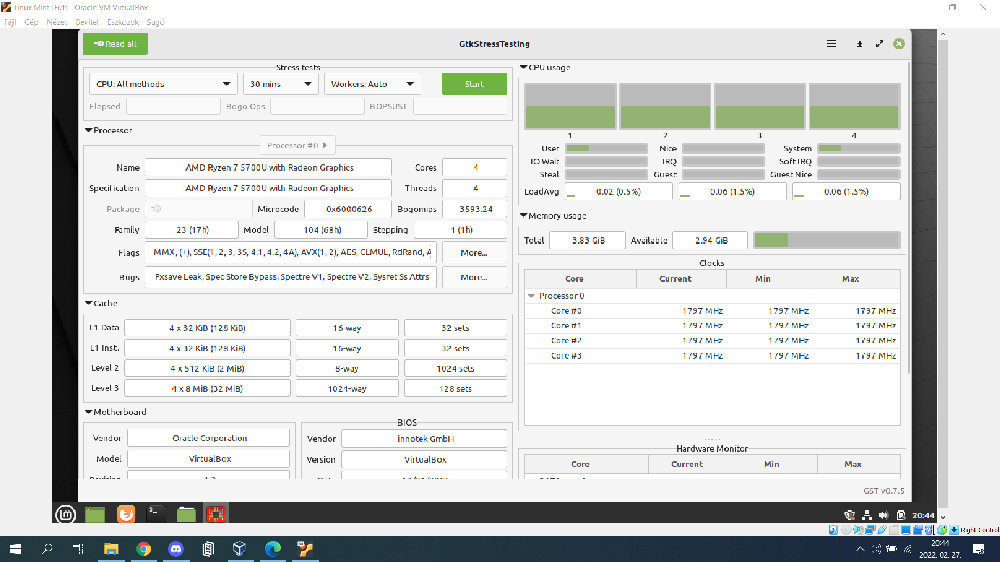 Linux Mint [Fut] - Oracle VM VirtualBox
Fájl Gép Nézet Bevitel Eszközök Súgó
Read all
GtkStressTesting
Stress tests
CPU: All methods 30 mins Workers: Auto Start
Elapsed Bogo Ops BOPSUST
Processor
Processor #0
Name AMD Ryzen 7 5700U with Radeon Graphics Cores 4
Specification AMD Ryzen 7 5700U with Radeon Graphics Threads 4
Package Microcode 0x6000626 Bogomips 3593.24
Family 23 (17h) Model 104 (68h) Stepping 1 (1h)
Flags MMX, (+), SSE(1, 2, 3, 3S, 4.1, 4.2, 4A), AVX(1, 2), AES, CLMUL, RdRand, More...
Bugs Fxsave Leak, Spec Store Bypass, Spectre V1, Spectre V2, Sysret Ss Attrs More...
Cache
L1 Data 4 x 32 KiB (128 KiB) 16-way 32 sets
L1 Inst. 4 x 32 KiB (128 KiB) 16-way 32 sets
Level 2 4 x 512 KiB (2 MiB) 8-way 1024 sets
Level 3 4 x 8 MiB (32 MiB) 1024-way 128 sets
Motherboard
Vendor Oracle Corporation
Model VirtualBox
BIOS
Vendor innotek GmbH
Version VirtualBox
CPU usage
1 2 3 4
User Nice System
IO Wait IRQ Soft IRQ
Steal Guest Guest Nice
LoadAvg 0.02 (0.5%) 0.06 (1.5%) 0.06 (1.5%)
Memory usage
Total 3.83 GiB Available 2.94 GiB
Clocks
Core Current Min Max
Processor 0
Core #0 1797 MHz 1797 MHz 1797 MHz
Core #1 1797 MHz 1797 MHz 1797 MHz
Core #2 1797 MHz 1797 MHz 1797 MHz
Core #3 1797 MHz 1797 MHz 1797 MHz
Hardware Monitor
Core Current Min Max
GST v0.7.5
20:44
Right Control
20:44
2022. 02. 27.